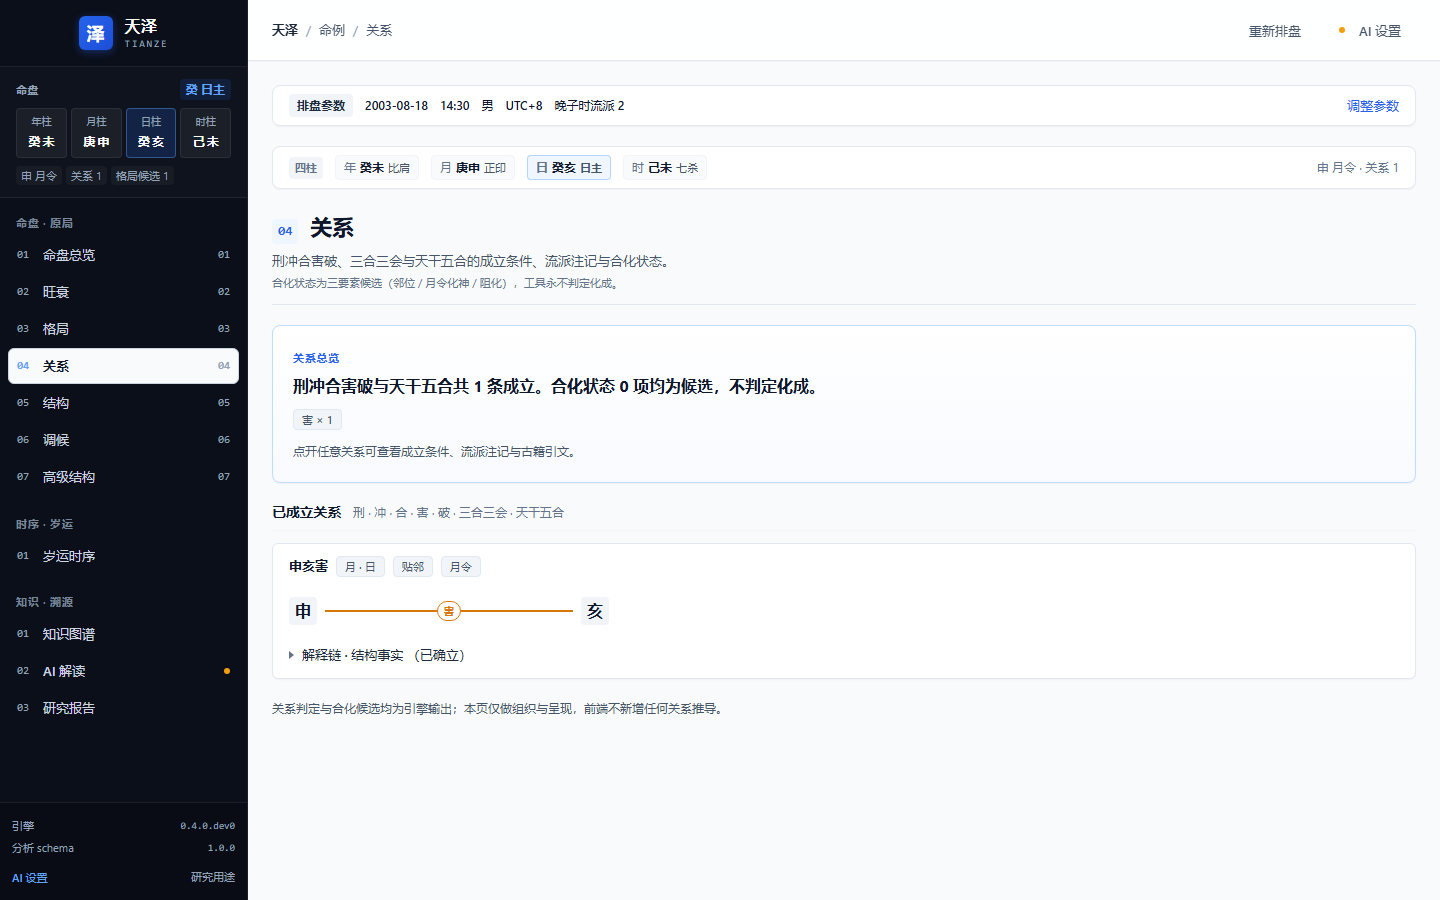 泽 天泽
TIANZE
命盘 癸 日主
年柱 月柱 日柱 时柱
癸未 庚申 癸亥 己未
申 月令 关系 1 格局候选 1
命盘 · 原局
01 命盘总览 01
02 旺衰 02
03 格局 03
04 关系 04
05 结构 05
06 调候 06
07 高级结构 07
时序 · 岁运
01 岁运时序
知识 · 溯源
01 知识图谱
02 AI 解读
03 研究报告
引擎 0.4.0.dev0
分析 schema 1.0.0
AI 设置 研究用途
天泽 / 命例 / 关系 重新排盘 AI 设置
排盘参数 2003-08-18 14:30 男 UTC+8 晚子时流派 2 调整参数
四柱 年 癸未 比肩 月 庚申 正印 日 癸亥 日主 时 己未 七杀 申 月令 · 关系 1
04 关系
刑冲合害破、三合三会与天干五合的成立条件、流派注记与合化状态。
合化状态为三要素候选（邻位 / 月令化神 / 阻化），工具永不判定化成。
关系总览
刑冲合害破与天干五合共 1 条成立。合化状态 0 项均为候选，不判定化成。
害 × 1
点开任意关系可查看成立条件、流派注记与古籍引文。
已成立关系 刑 · 冲 · 合 · 害 · 破 · 三合三会 · 天干五合
申亥害 月 · 日 贴邻 月令
申 害 亥
解释链 · 结构事实 （已确立）
关系判定与合化候选均为引擎输出；本页仅做组织与呈现，前端不新增任何关系推导。